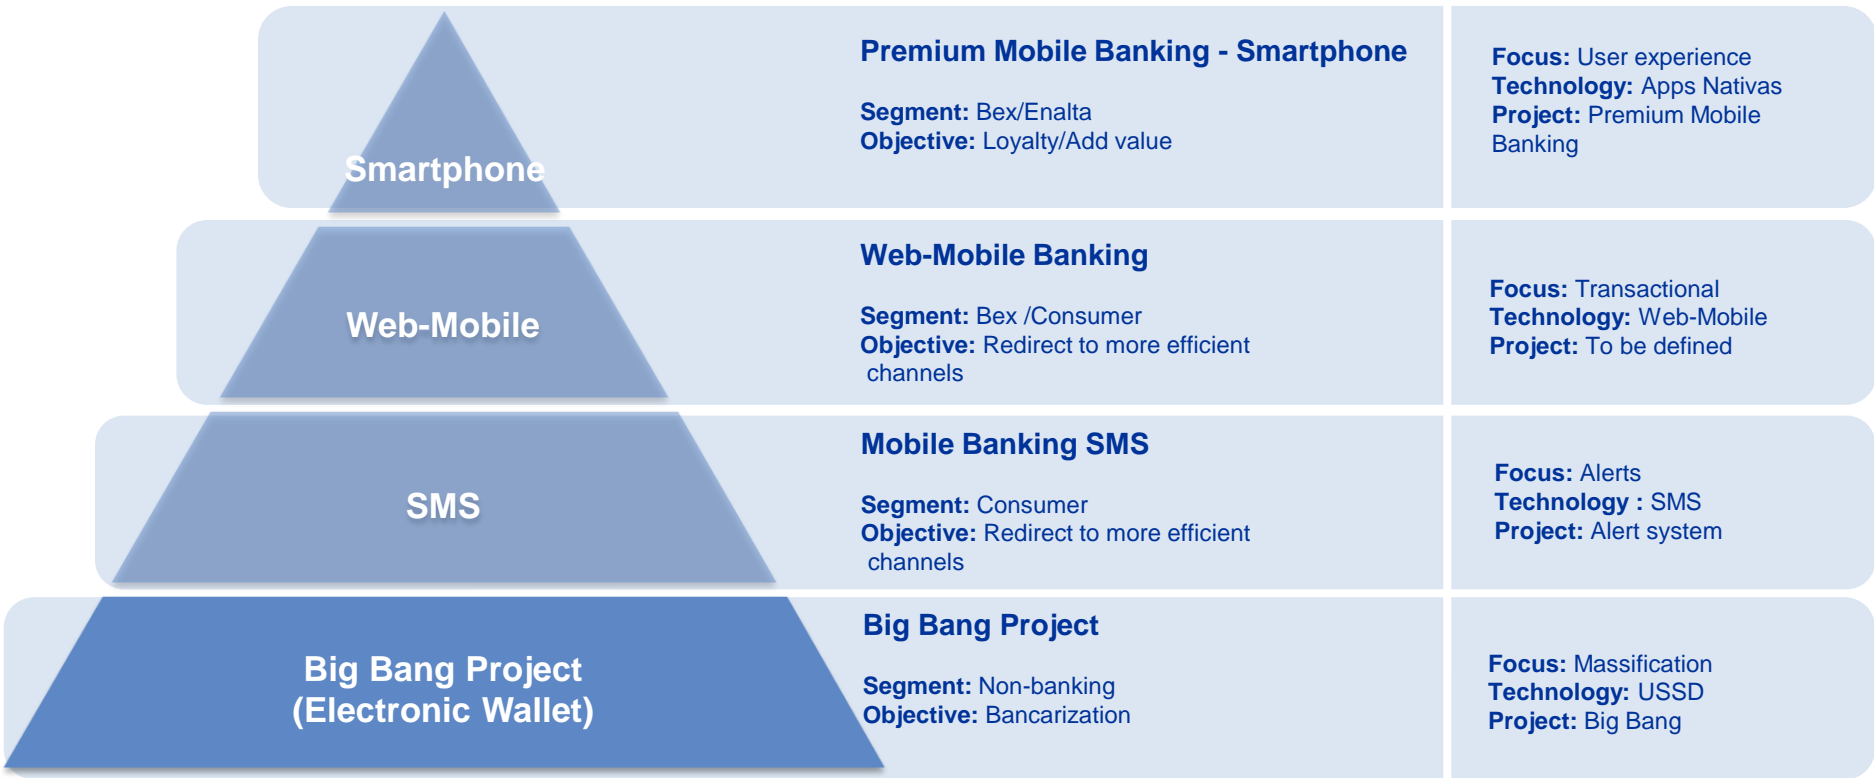 Smartphone
Premium Mobile Banking - Smartphone
Segment: Bex/Enalta
Objective: Loyalty/Add value
Focus: User experience
Technology: Apps Nativas
Project: Premium Mobile
Banking
Web-Mobile
Web-Mobile Banking
Segment: Bex /Consumer
Objective: Redirect to more efficient
channels
Focus: Transactional
Technology: Web-Mobile
Project: To be defined
SMS
Mobile Banking SMS
Segment: Consumer
Objective: Redirect to more efficient
channels
Focus: Alerts
Technology : SMS
Project: Alert system
Big Bang Project
(Electronic Wallet)
Big Bang Project
Segment: Non-banking
Objective: Bancarization
Focus: Massification
Technology: USSD
Project: Big Bang